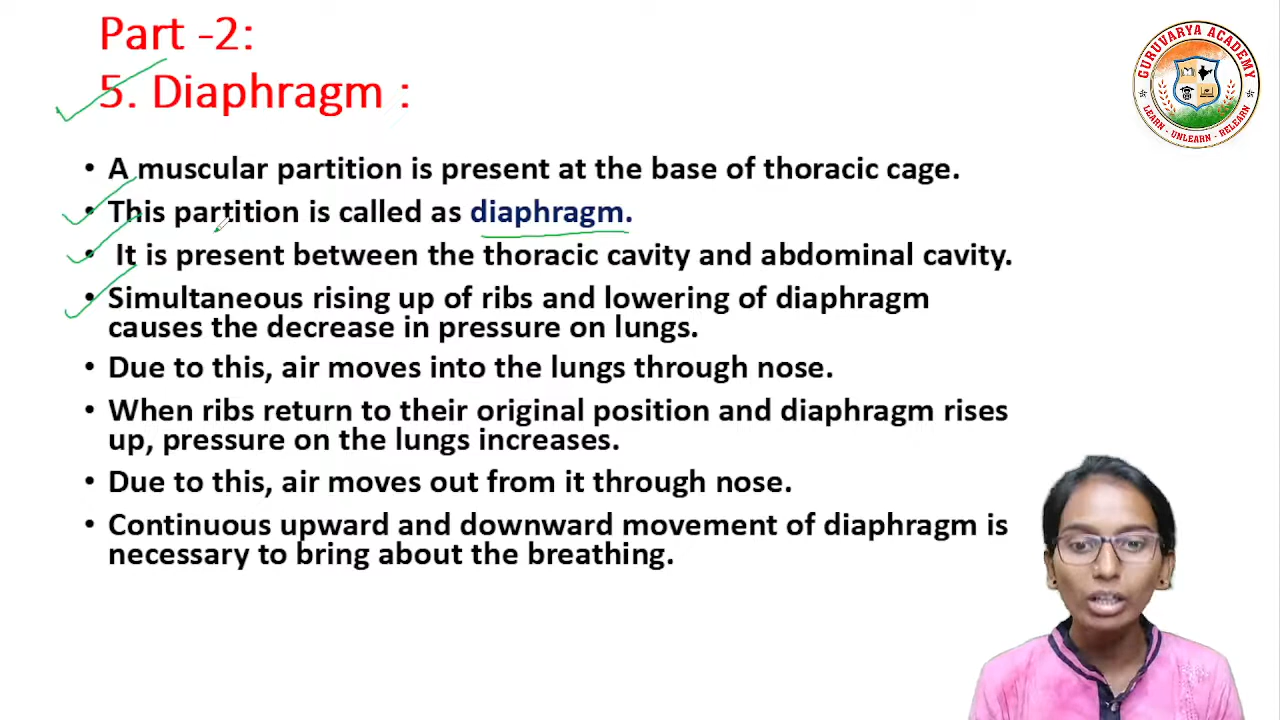 Part -2:
5. Diaphragm :
GURUVARYA ACADEMY
LEARN - UNLEARN - RELEARN
• A muscular partition is present at the base of thoracic cage.
• This partition is called as diaphragm.
• It is present between the thoracic cavity and abdominal cavity.
• Simultaneous rising up of ribs and lowering of diaphragm
causes the decrease in pressure on lungs.
• Due to this, air moves into the lungs through nose.
• When ribs return to their original position and diaphragm rises
up, pressure on the lungs increases.
• Due to this, air moves out from it through nose.
• Continuous upward and downward movement of diaphragm is
necessary to bring about the breathing.